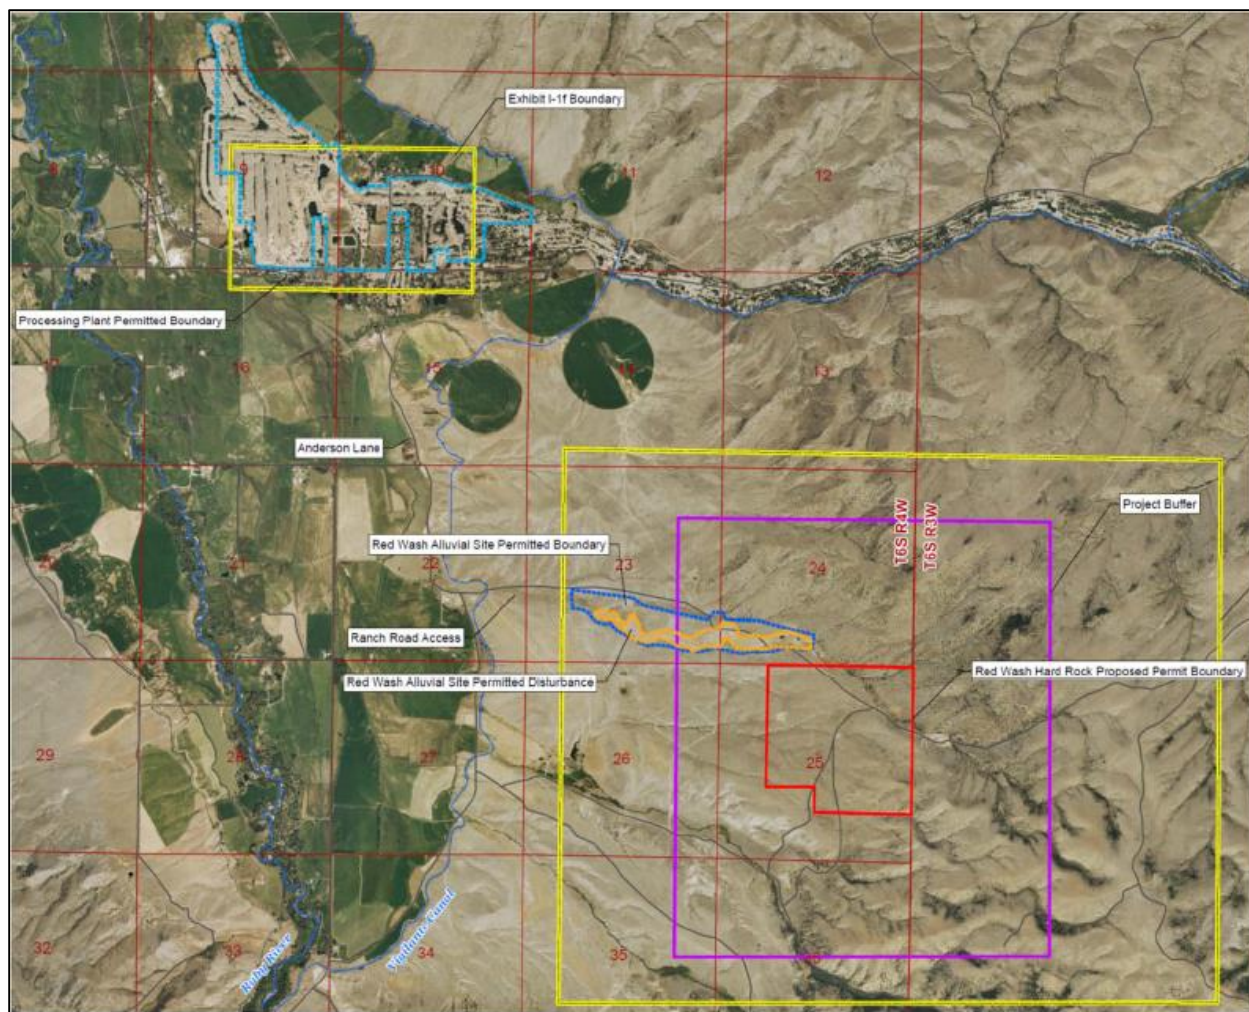 Exhibit I-1f Boundary
8
9
10
11
12
Processing Plant Permitted Boundary
16
15
14
13
Anderson Lane
Project Buffer
T6S R4W
T6S R3W
Red Wash Alluvial Site Permitted Boundary
20
21
22
23
24
Ranch Road Access
Red Wash Alluvial Site Permitted Disturbance
Red Wash Hard Rock Proposed Permit Boundary
29
28
27
26
25
Ruby River
Vigilante Canal
32
33
34
35
36